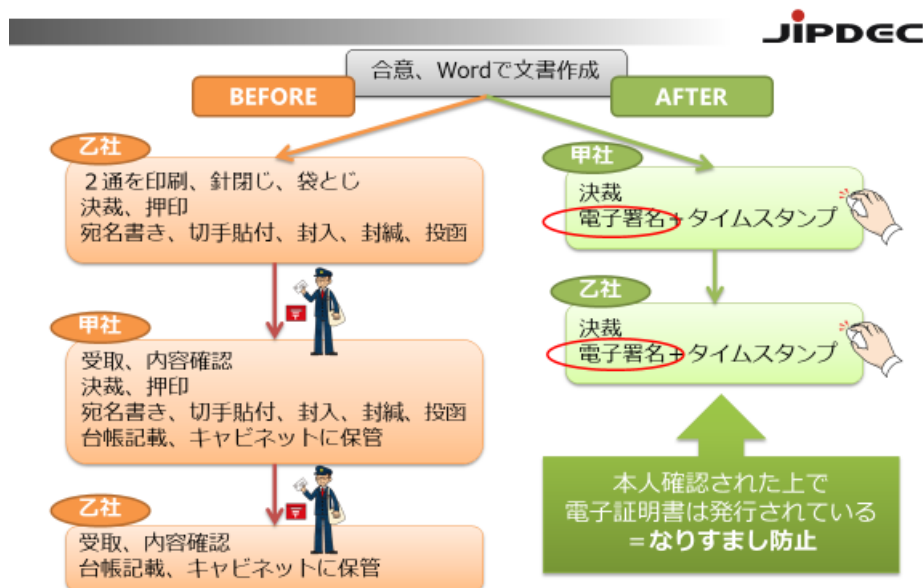 JIPDEC
合意、Wordで文書作成
BEFORE
AFTER
乙社
２通を印刷、針閉じ、袋とじ
決裁、押印
宛名書き、切手貼付、封入、封緘、投函
〒
甲社
受取、内容確認
決裁、押印
宛名書き、切手貼付、封入、封緘、投函
台帳記載、キャビネットに保管
〒
乙社
受取、内容確認
台帳記載、キャビネットに保管
甲社
決裁
電子署名+タイムスタンプ
乙社
決裁
電子署名+タイムスタンプ
本人確認された上で
電子証明書は発行されている
＝なりすまし防止